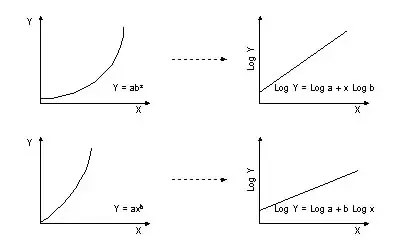 Y
Y = abˣ
X
Log Y
Log Y = Log a + x Log b
X
Y
Y = axᵇ
X
Log Y
Log Y = Log a + b Log x
X